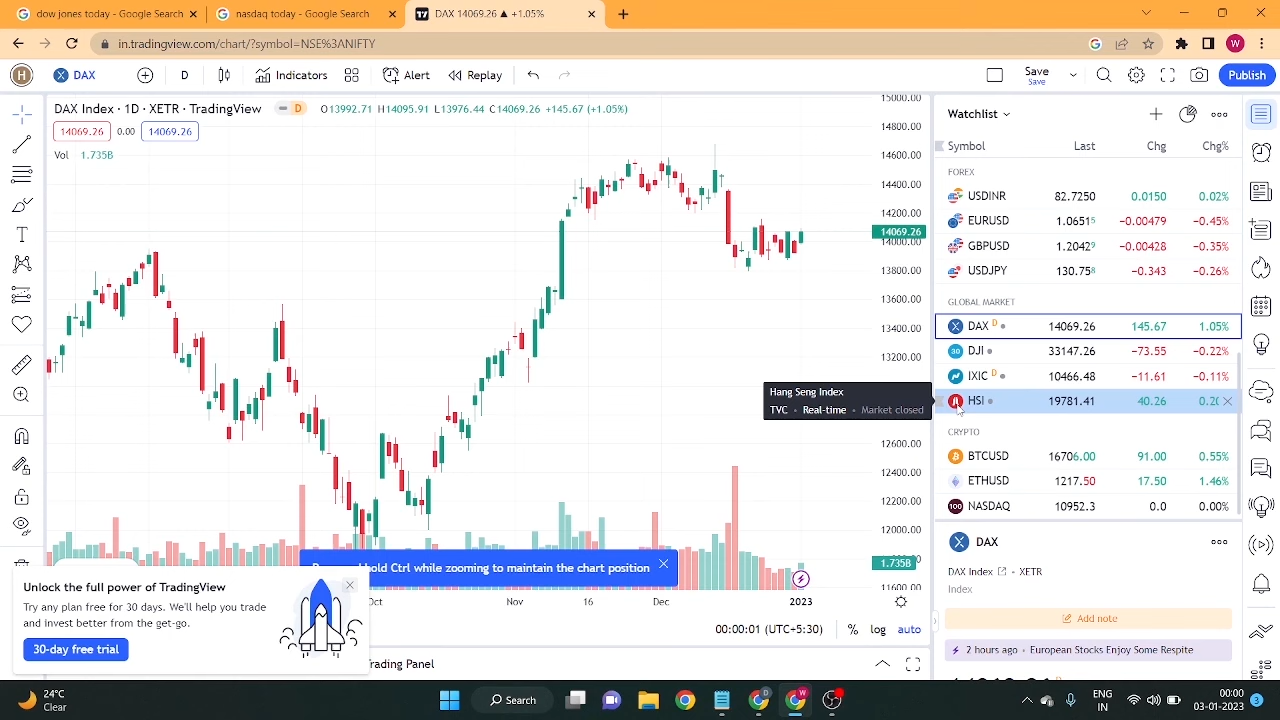 dow jones today - Google Search
nasdaq today - Google Search
DAX 14069.26 ▲ +1.05%
in.tradingview.com/chart/?symbol=NSE%3ANIFTY
W
H
DAX
D
Indicators
Alert
Replay
Save
Save
Publish
DAX Index · 1D · XETR · TradingView
D
O13992.71 H14095.91 L13976.44 C14069.26 +145.67 (+1.05%)
14069.26
0.00
14069.26
Vol 1.735B
15000.00
14800.00
14600.00
14400.00
14200.00
14069.26
14000.00
13800.00
13600.00
13400.00
13200.00
12600.00
12400.00
12200.00
12000.00
1.735B
11600.00
Hang Seng Index
TVC • Real-time • Market closed
hold Ctrl while zooming to maintain the chart position
Oct
Nov
16
Dec
2023
00:00:01 (UTC+5:30)
%
log
auto
Trading Panel
Unlock the full power of TradingView
Try any plan free for 30 days. We'll help you trade
and invest better from the get-go.
30-day free trial
Watchlist
Symbol Last Chg Chg%
FOREX
USDINR 82.7250 0.0150 0.02%
EURUSD 1.06515 −0.00479 −0.45%
GBPUSD 1.20429 −0.00428 −0.35%
USDJPY 130.758 −0.343 −0.26%
GLOBAL MARKET
DAX D 14069.26 145.67 1.05%
DJI 33147.26 −73.55 −0.22%
IXIC D 10466.48 −11.61 −0.11%
HSI 19781.41 40.26 0.20
CRYPTO
BTCUSD 16706.00 91.00 0.55%
ETHUSD 1217.50 17.50 1.46%
NASDAQ 10952.3 0.0 0.00%
DAX
DAX Index • XETR
Index
Add note
2 hours ago • European Stocks Enjoy Some Respite
24°C
Clear
Search
ENG
IN
00:00
03-01-2023
3